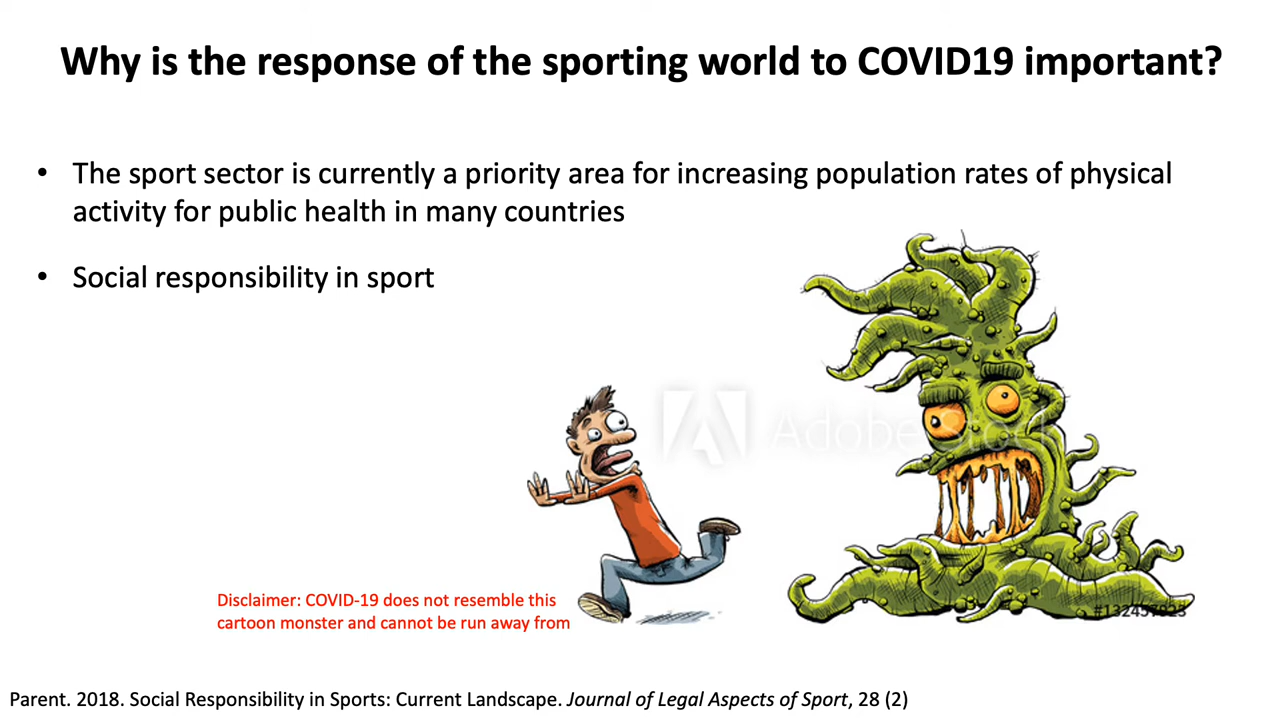 Why is the response of the sporting world to COVID19 important?
• The sport sector is currently a priority area for increasing population rates of physical
activity for public health in many countries
• Social responsibility in sport
Adobe Stock
#132457923
Disclaimer: COVID-19 does not resemble this
cartoon monster and cannot be run away from
Parent. 2018. Social Responsibility in Sports: Current Landscape. Journal of Legal Aspects of Sport, 28 (2)